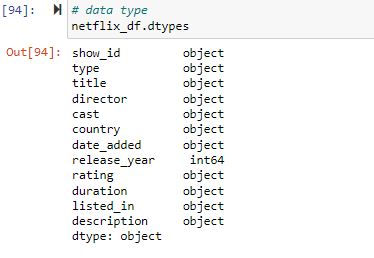 [94]: # data type
netflix_df.dtypes
Out[94]: show_id object
type object
title object
director object
cast object
country object
date_added object
release_year int64
rating object
duration object
listed_in object
description object
dtype: object